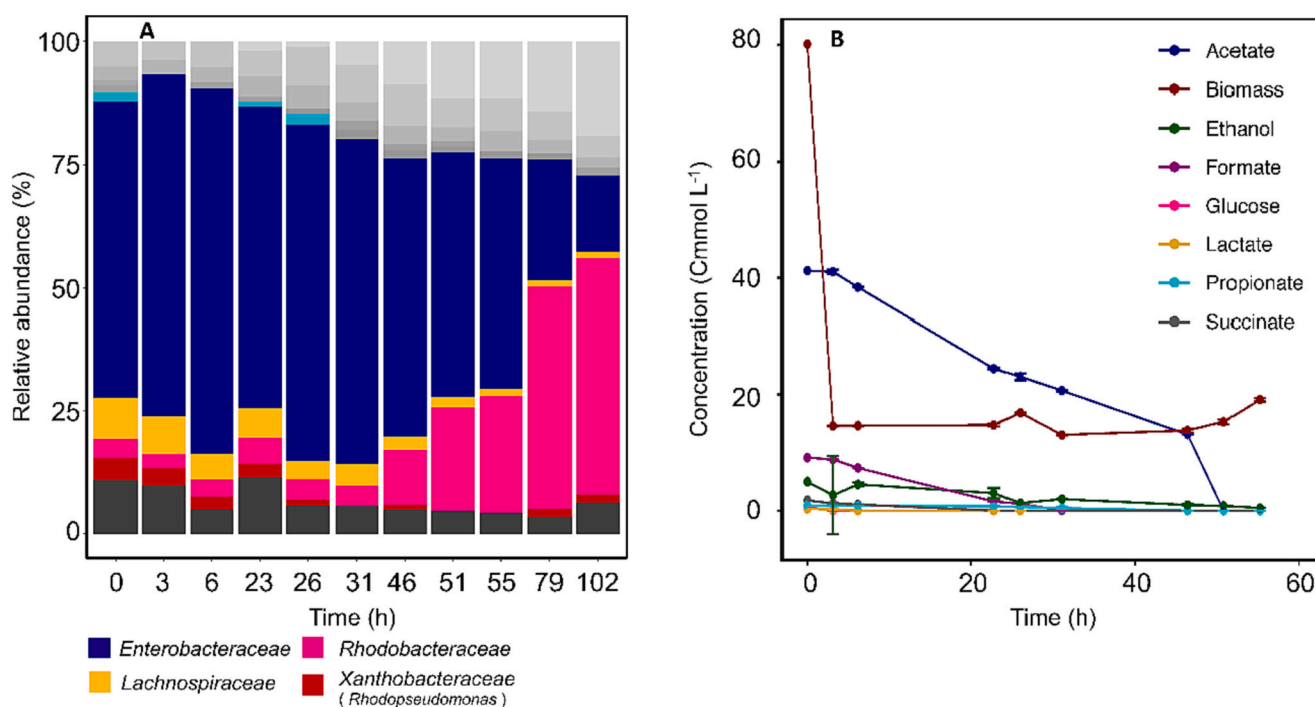 A
Relative abundance (%)
100
75
50
25
0
0 3 6 23 26 31 46 51 55 79 102
Time (h)
Enterobacteraceae
Rhodobacteraceae
Lachnospiraceae
Xanthobacteraceae
( Rhodopseudomonas )
B
Concentration (Cmmol L⁻¹)
80
60
40
20
0
0 20 40 60
Time (h)
Acetate
Biomass
Ethanol
Formate
Glucose
Lactate
Propionate
Succinate